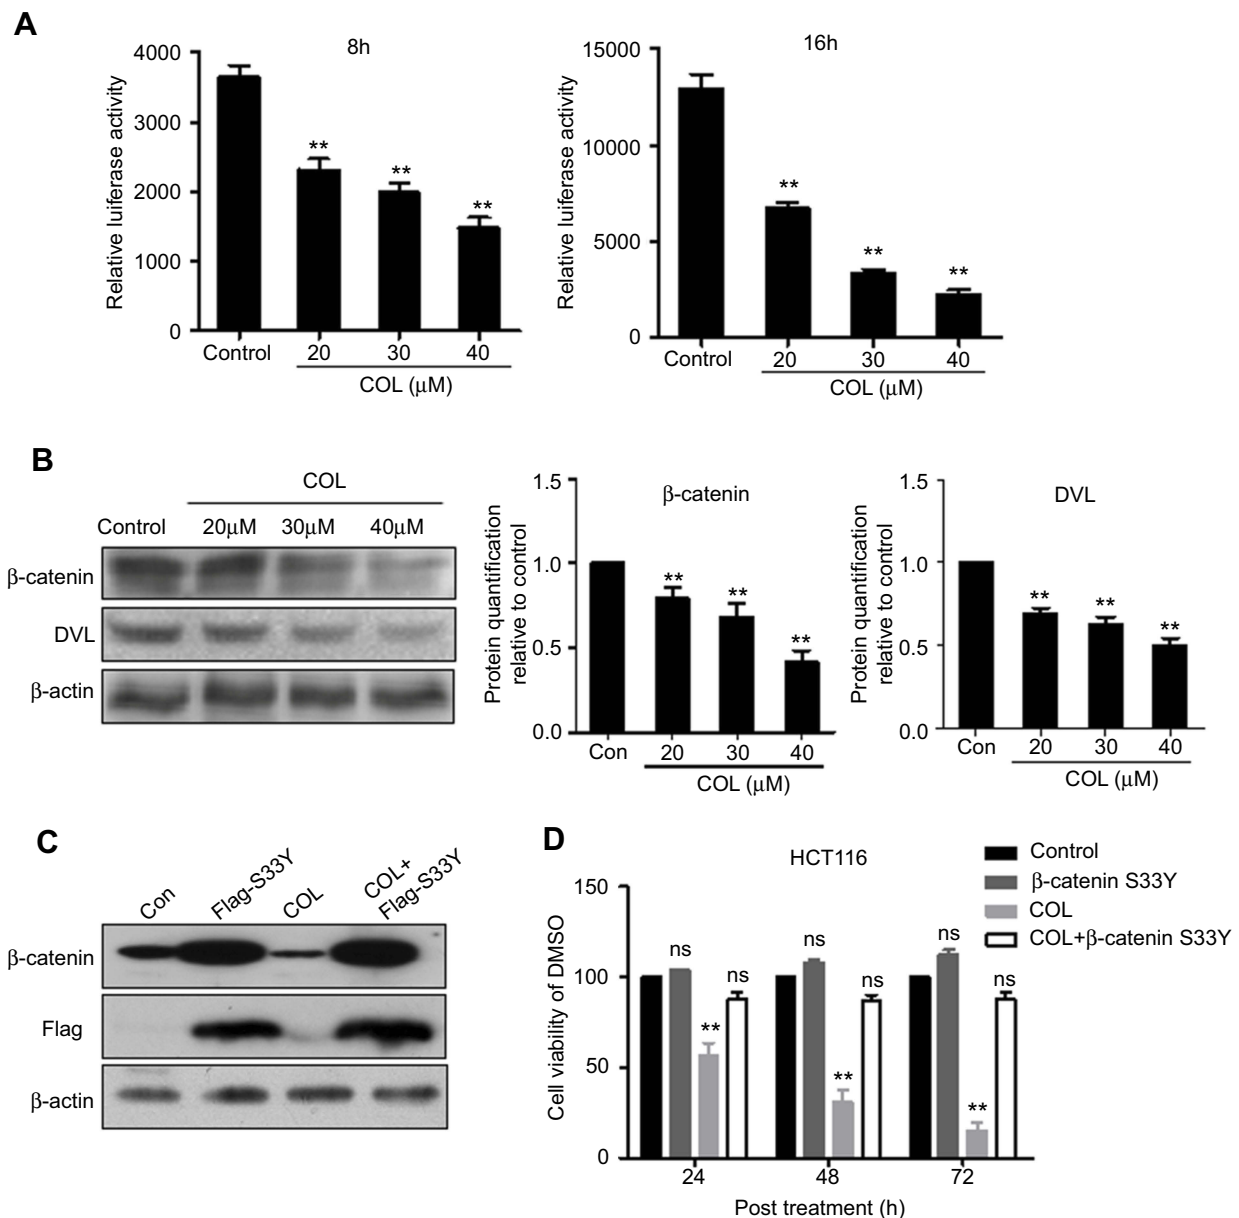 A
8h
Relative luiferase activity
4000
3000
2000
1000
0
**
**
**
Control 20 30 40
COL (μM)
16h
Relative luiferase activity
15000
10000
5000
0
**
**
**
Control 20 30 40
COL (μM)
B
COL
Control 20μM 30μM 40μM
β-catenin
DVL
β-actin
β-catenin
Protein quantification
relative to control
1.5
1.0
0.5
0.0
**
**
**
Con 20 30 40
COL (μM)
DVL
Protein quantification
relative to control
1.5
1.0
0.5
0.0
**
**
**
Con 20 30 40
COL (μM)
C
Con
Flag-S33Y
COL
COL+
Flag-S33Y
β-catenin
Flag
β-actin
D
HCT116
Control
β-catenin S33Y
COL
COL+β-catenin S33Y
Cell viability of DMSO
150
100
50
0
ns
**
ns
ns
**
ns
ns
**
ns
24 48 72
Post treatment (h)